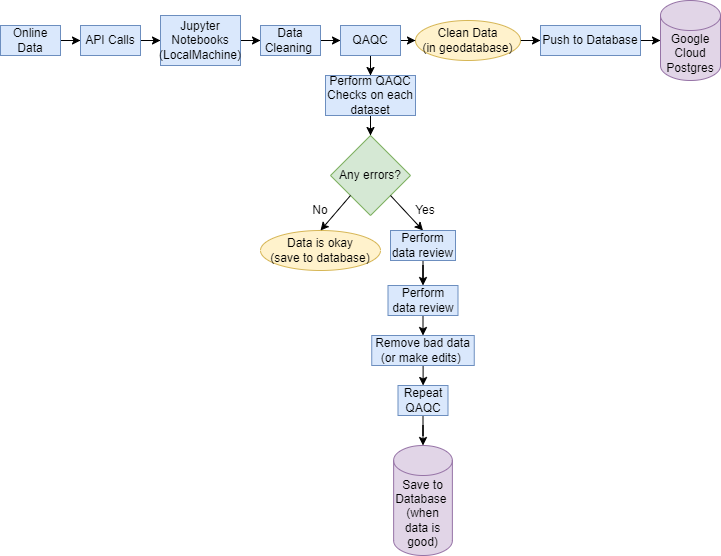 Online
Data
API Calls
Jupyter
Notebooks
(LocalMachine)
Data
Cleaning
QAQC
Clean Data
(in geodatabase)
Push to Database
Google
Cloud
Postgres
Perform QAQC
Checks on each
dataset
Any errors?
No
Yes
Data is okay
(save to database)
Perform
data review
Perform
data review
Remove bad data
(or make edits)
Repeat
QAQC
Save to
Database
(when
data is
good)